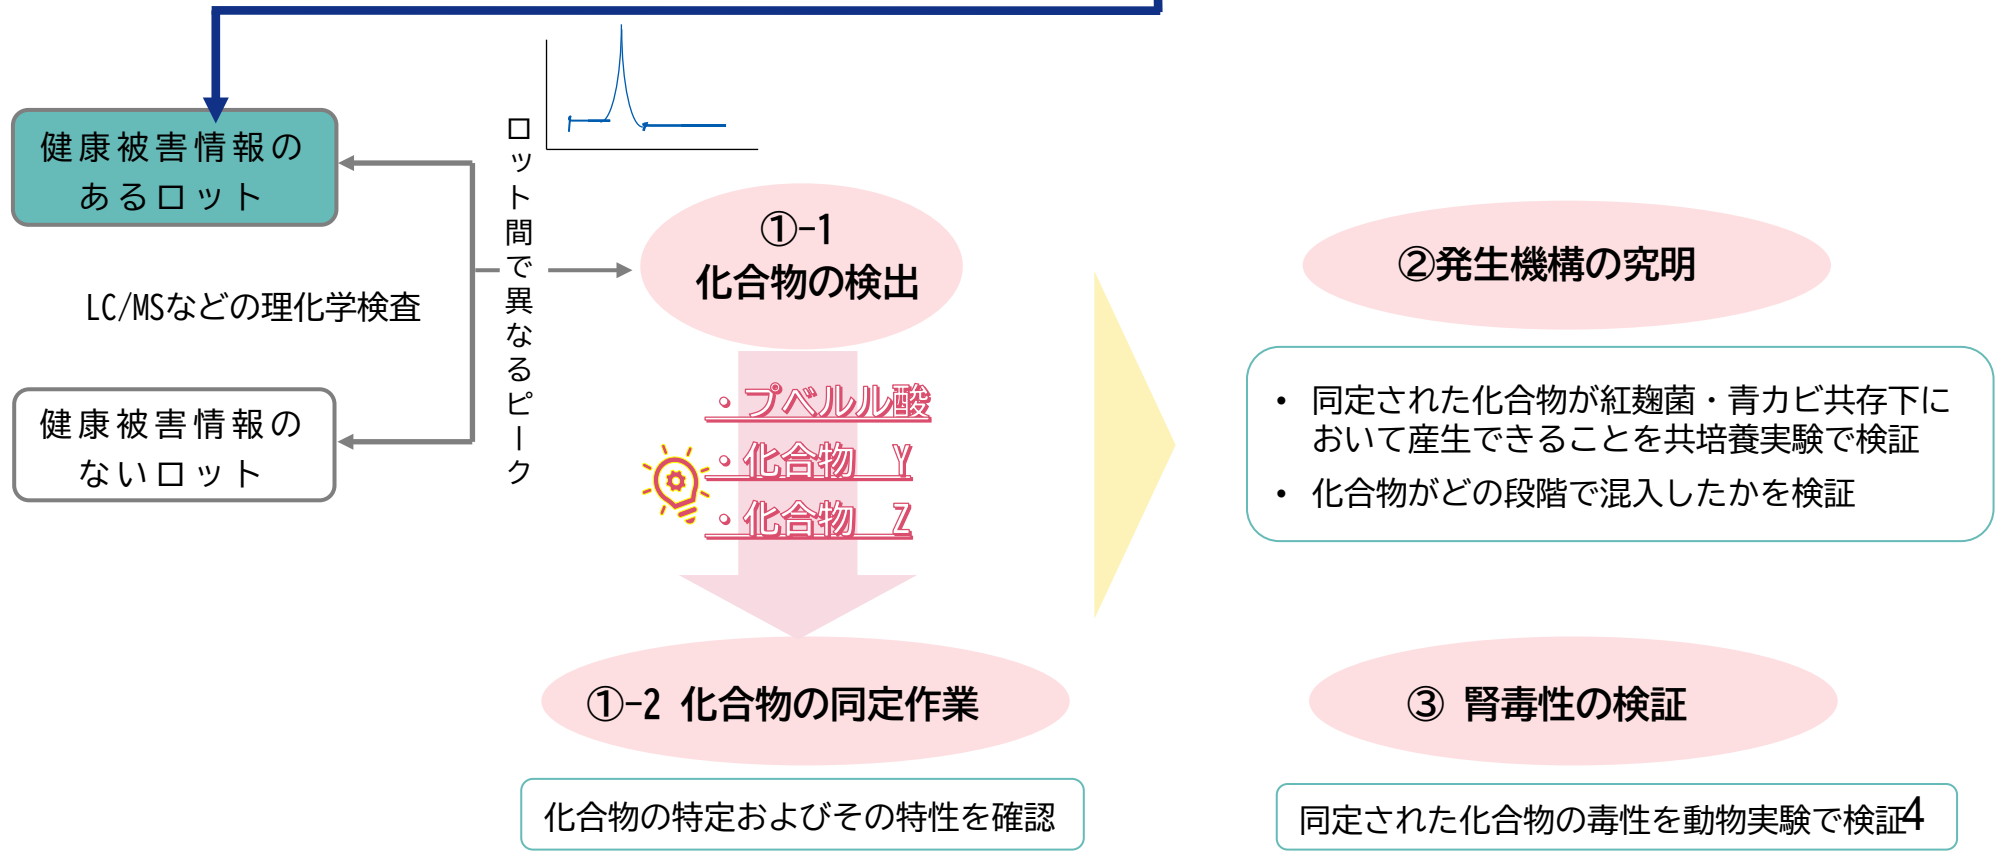 健康被害情報の
あるロット
LC/MSなどの理化学検査
健康被害情報の
ないロット
ロット間で異なるピーク
①-1
化合物の検出
・プベルル酸
・化合物 Y
・化合物 Z
①-2 化合物の同定作業
化合物の特定およびその特性を確認
②発生機構の究明
• 同定された化合物が紅麹菌・青カビ共存下に
おいて産生できることを共培養実験で検証
• 化合物がどの段階で混入したかを検証
③ 腎毒性の検証
同定された化合物の毒性を動物実験で検証
4